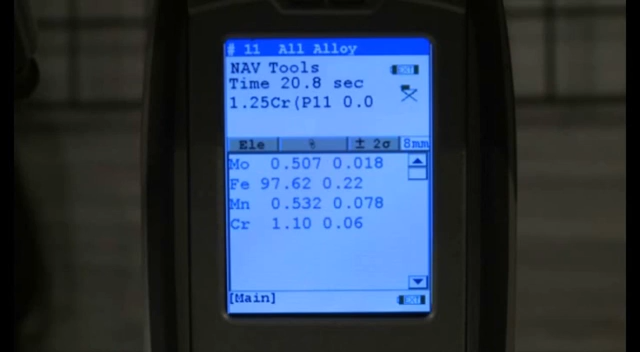 # 11 All Alloy
NAV Tools
EXT
Time 20.8 sec
1.25Cr(P11 0.0
Ele % ± 2σ 8mm
Mo 0.507 0.018
Fe 97.62 0.22
Mn 0.532 0.078
Cr 1.10 0.06
[Main] EXT